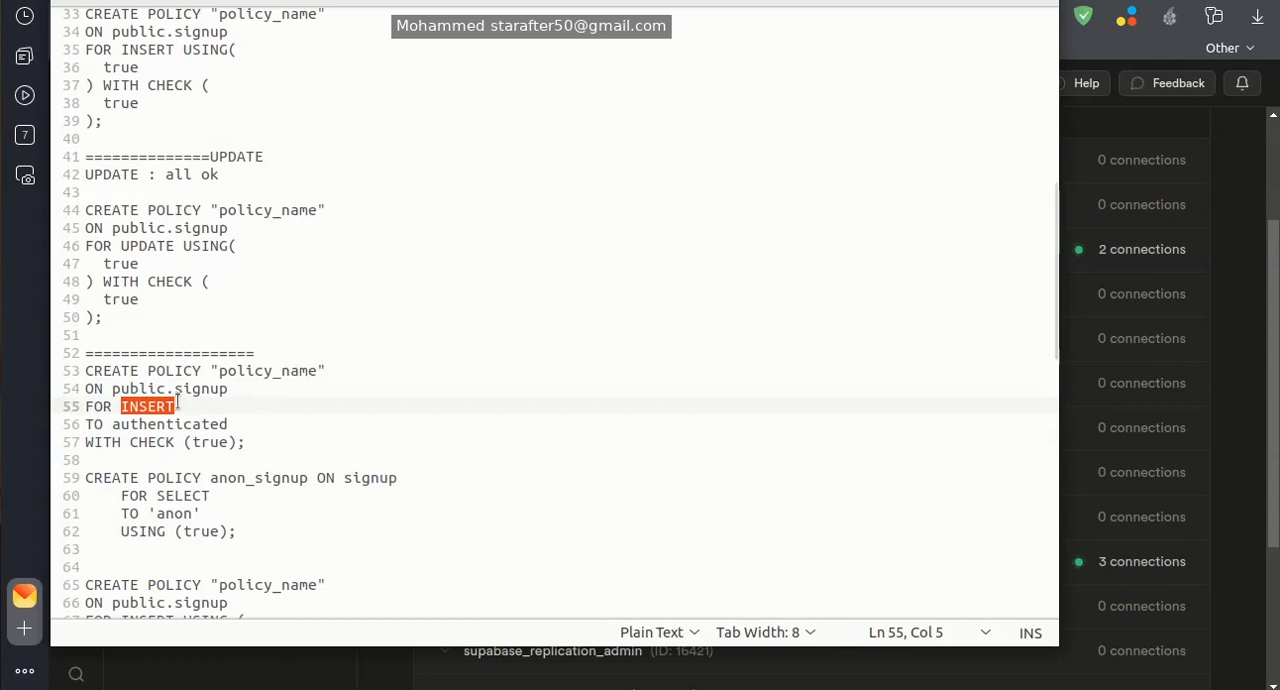 33 CREATE POLICY "policy_name"
Mohammed starafter50@gmail.com
34 ON public.signup
35 FOR INSERT USING(
36 true
37 ) WITH CHECK (
38 true
39 );
40
41 ==============UPDATE
42 UPDATE : all ok
43
44 CREATE POLICY "policy_name"
45 ON public.signup
46 FOR UPDATE USING(
47 true
48 ) WITH CHECK (
49 true
50 );
51
52 ===================
53 CREATE POLICY "policy_name"
54 ON public.signup
55 FOR INSERT
56 TO authenticated
57 WITH CHECK (true);
58
59 CREATE POLICY anon_signup ON signup
60 FOR SELECT
61 TO 'anon'
62 USING (true);
63
64
65 CREATE POLICY "policy_name"
66 ON public.signup
67 FOR INSERT USING (
Plain Text Tab Width: 8 Ln 55, Col 5 INS
7
Other
Help Feedback
0 connections
0 connections
2 connections
0 connections
0 connections
0 connections
0 connections
0 connections
0 connections
3 connections
0 connections
supabase_replication_admin (ID: 16421) 0 connections